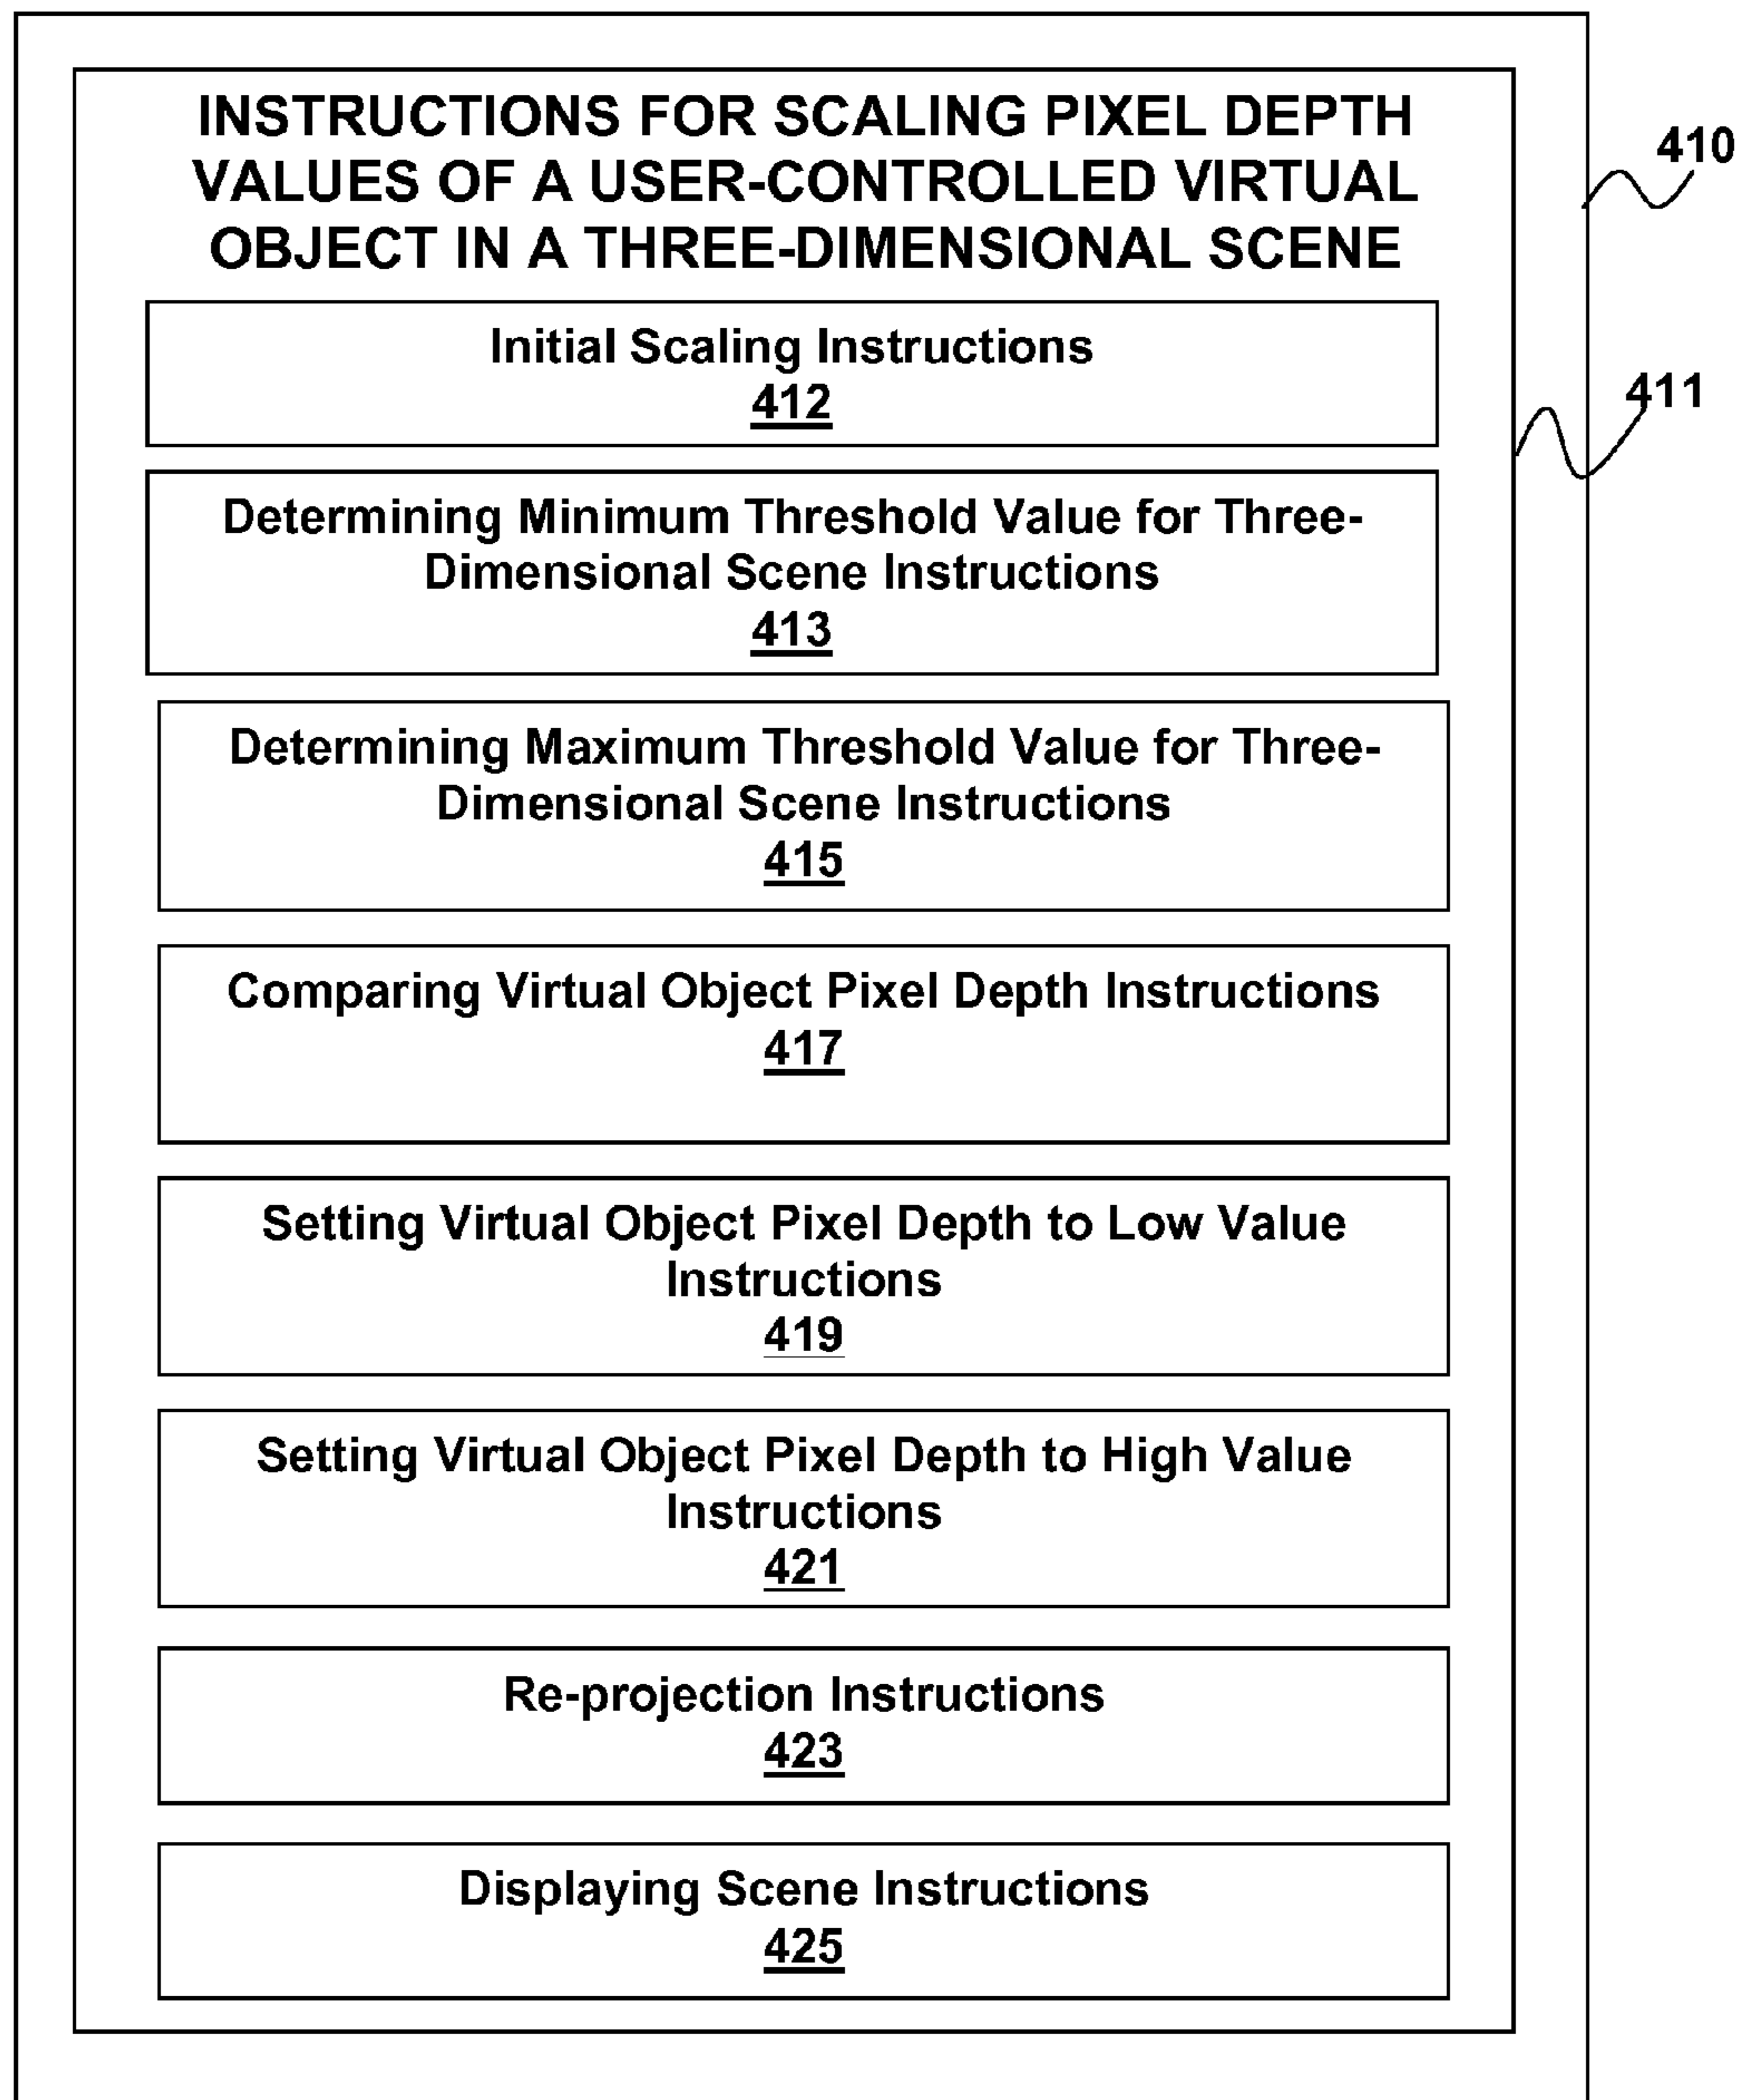 INSTRUCTIONS FOR SCALING PIXEL DEPTH
VALUES OF A USER-CONTROLLED VIRTUAL
OBJECT IN A THREE-DIMENSIONAL SCENE
410
Initial Scaling Instructions
412
411
Determining Minimum Threshold Value for Three-
Dimensional Scene Instructions
413
Determining Maximum Threshold Value for Three-
Dimensional Scene Instructions
415
Comparing Virtual Object Pixel Depth Instructions
417
Setting Virtual Object Pixel Depth to Low Value
Instructions
419
Setting Virtual Object Pixel Depth to High Value
Instructions
421
Re-projection Instructions
423
Displaying Scene Instructions
425